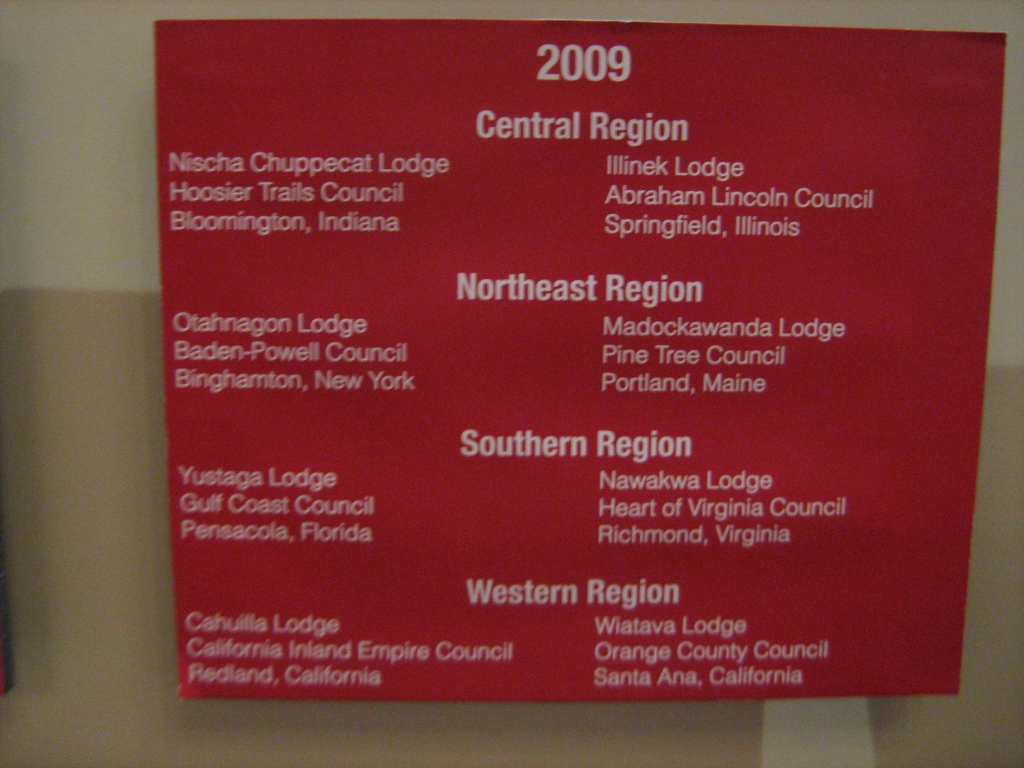 2009
Central Region
Nischa Chuppecat Lodge
Hoosier Trails Council
Bloomington, Indiana
Illinek Lodge
Abraham Lincoln Council
Springfield, Illinois
Northeast Region
Otahnagon Lodge
Baden-Powell Council
Binghamton, New York
Madockawanda Lodge
Pine Tree Council
Portland, Maine
Southern Region
Yustaga Lodge
Gulf Coast Council
Pensacola, Florida
Nawakwa Lodge
Heart of Virginia Council
Richmond, Virginia
Western Region
Cahuilla Lodge
California Inland Empire Council
Redland, California
Wiatava Lodge
Orange County Council
Santa Ana, California